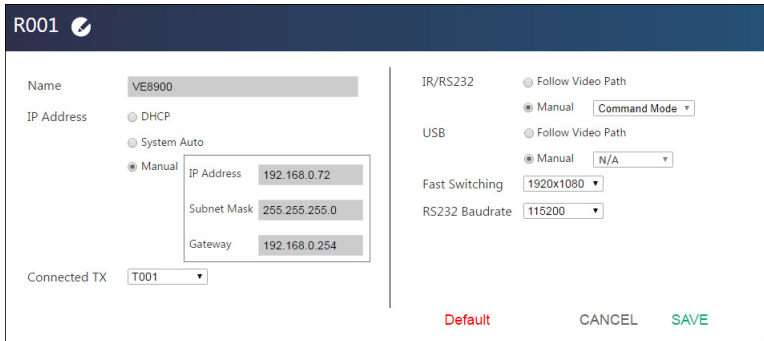 R001
Name VE8900
IP Address DHCP
System Auto
Manual
IP Address 192.168.0.72
Subnet Mask 255.255.255.0
Gateway 192.168.0.254
Connected TX T001
IR/RS232 Follow Video Path
Manual Command Mode
USB Follow Video Path
Manual N/A
Fast Switching 1920x1080
RS232 Baudrate 115200
Default CANCEL SAVE